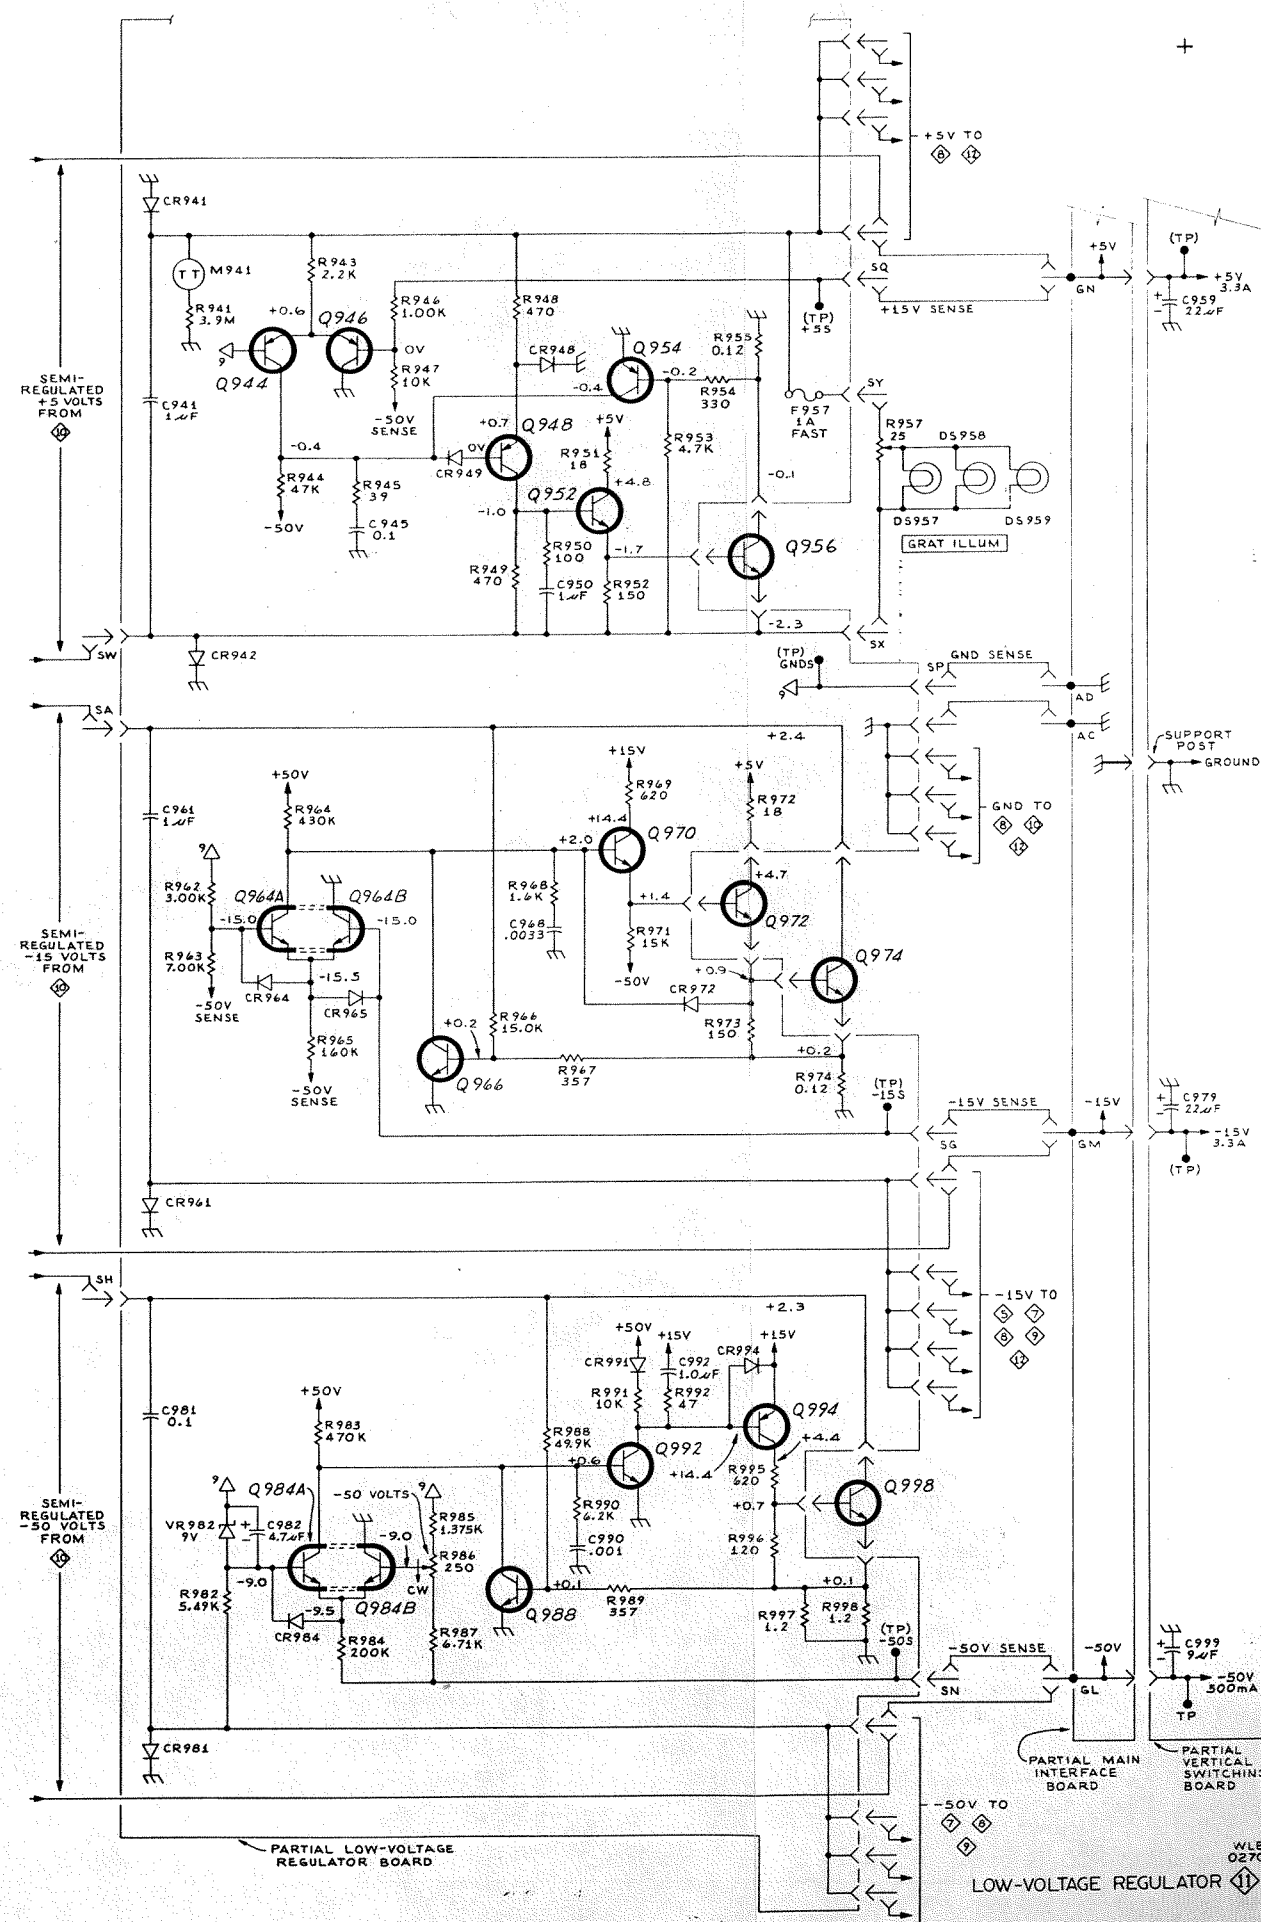 +5V TO
8 12
CR941
M941
TT
R941
3.9M
R943
2.2K
+0.6
Q946
Q944
9
R946
1.00K
0V
R947
10K
-50V
SENSE
R948
470
CR948
Q954
-0.4
-0.2
R955
0.12
R954
330
(TP)
+5S
SQ
+15V SENSE
GN
+5V
(TP)
C959
22µF
+5V
3.3A
SEMI-
REGULATED
+5 VOLTS
FROM
10
C941
1µF
-0.4
R944
47K
-50V
R945
39
C945
0.1
+0.7
Q948
0V
CR949
+5V
R951
18
+4.8
Q952
R953
4.7K
-1.0
R949
470
R950
100
C950
1µF
R952
150
-1.7
-0.1
Q956
-2.3
F957
1A
FAST
SY
R957
25
DS958
DS957
DS959
GRAT ILLUM
SX
SW
CR942
(TP)
GNDS
9
SP
GND SENSE
AD
AC
SUPPORT
POST
GROUND
GND TO
8 10
12
SA
SEMI-
REGULATED
-15 VOLTS
FROM
10
C961
1µF
+50V
R964
430K
9
R962
3.00K
Q964A
Q964B
-15.0
-15.0
R963
7.00K
-50V
SENSE
CR964
-15.5
CR965
R965
160K
-50V
SENSE
+0.2
Q966
R966
15.0K
R967
357
R968
1.6K
C968
.0033
+15V
R969
620
+14.4
+2.0
Q970
+1.4
R971
15K
-50V
+2.4
+5V
R972
18
+4.7
Q972
+0.9
CR972
R973
150
Q974
+0.2
R974
0.12
(TP)
-15S
SG
-15V SENSE
GM
-15V
C979
22µF
-15V
3.3A
(TP)
CR961
-15V TO
5 7
8 9
12
SH
SEMI-
REGULATED
-50 VOLTS
FROM
10
C981
0.1
+50V
R983
470K
9
Q984A
VR982
9V
C982
4.7µF
-9.0
R982
5.49K
CR984
-9.5
Q984B
R984
200K
-50 VOLTS
9
R985
1.375K
-9.0
R986
250
CW
R987
6.71K
Q988
R988
49.9K
+0.1
R989
357
+0.6
R990
6.2K
C990
.001
+50V
CR991
R991
10K
+15V
C992
1.0µF
R992
47
Q992
+14.4
CR994
+2.3
+15V
Q994
+4.4
R995
620
+0.7
R996
120
Q998
+0.1
R997
1.2
R998
1.2
(TP)
-50S
SN
-50V SENSE
GL
-50V
C999
9µF
-50V
500mA
TP
CR981
-50V TO
7 8
9
PARTIAL MAIN
INTERFACE
BOARD
PARTIAL
VERTICAL
SWITCHING
BOARD
PARTIAL LOW-VOLTAGE
REGULATOR BOARD
0270
LOW-VOLTAGE REGULATOR 11